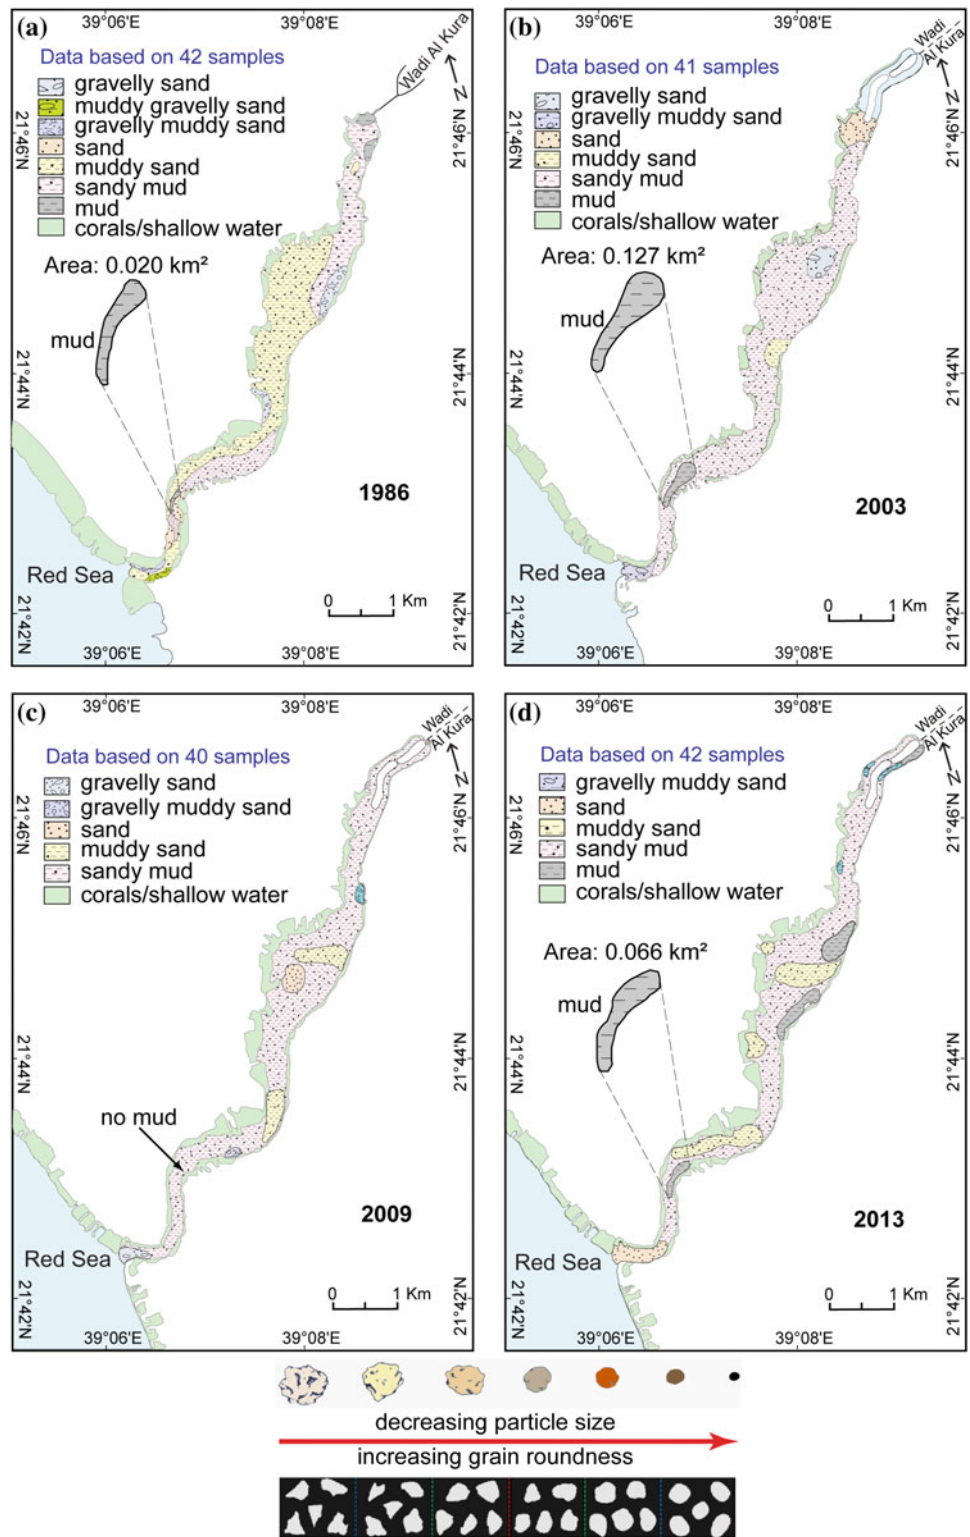 (a)
39°06'E
39°08'E
Data based on 42 samples
gravelly sand
muddy gravelly sand
gravelly muddy sand
sand
muddy sand
sandy mud
mud
corals/shallow water
Wadi Al Kura
N
21°46'N
21°46'N
Area: 0.020 km²
mud
21°44'N
21°44'N
1986
Red Sea
0 1 Km
21°42'N
21°42'N
39°06'E
39°08'E
(b)
39°06'E
39°08'E
Data based on 41 samples
gravelly sand
gravelly muddy sand
sand
muddy sand
sandy mud
mud
corals/shallow water
Wadi
Al Kura
N
21°46'N
21°46'N
Area: 0.127 km²
mud
21°44'N
21°44'N
2003
Red Sea
0 1 Km
21°42'N
21°42'N
39°06'E
39°08'E
(c)
39°06'E
39°08'E
Data based on 40 samples
gravelly sand
gravelly muddy sand
sand
muddy sand
sandy mud
corals/shallow water
Wadi
Al Kura
N
21°46'N
21°46'N
21°44'N
21°44'N
no mud
2009
Red Sea
0 1 Km
21°42'N
21°42'N
39°06'E
39°08'E
(d)
39°06'E
39°08'E
Data based on 42 samples
gravelly muddy sand
sand
muddy sand
sandy mud
mud
corals/shallow water
Wadi
Al Kura
N
21°46'N
21°46'N
Area: 0.066 km²
mud
21°44'N
21°44'N
2013
Red Sea
0 1 Km
21°42'N
21°42'N
39°06'E
39°08'E
decreasing particle size
increasing grain roundness